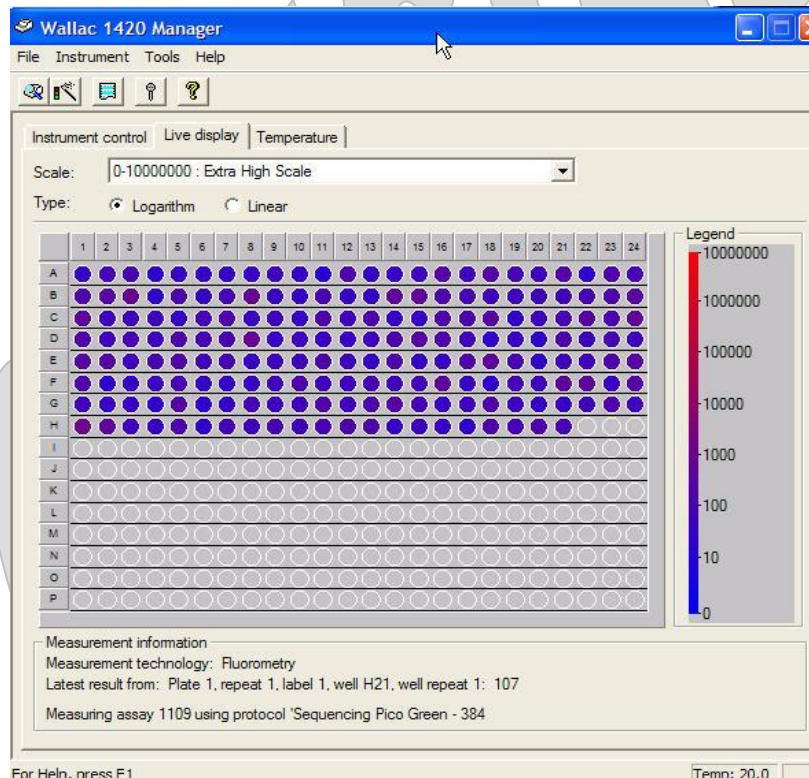 Wallac 1420 Manager
File Instrument Tools Help
Instrument control Live display Temperature
Scale: 0-10000000 : Extra High Scale
Type: Logarithm Linear
Legend
1 2 3 4 5 6 7 8 9 10 11 12 13 14 15 16 17 18 19 20 21 22 23 24
A
B
C
D
E
F
G
H
I
J
K
L
M
N
O
P
10000000
1000000
100000
10000
1000
100
10
0
Measurement information
Measurement technology: Fluorometry
Latest result from: Plate 1, repeat 1, label 1, well H21, well repeat 1: 107
Measuring assay 1109 using protocol 'Sequencing Pico Green - 384
For Help, press F1 Temp: 20.0